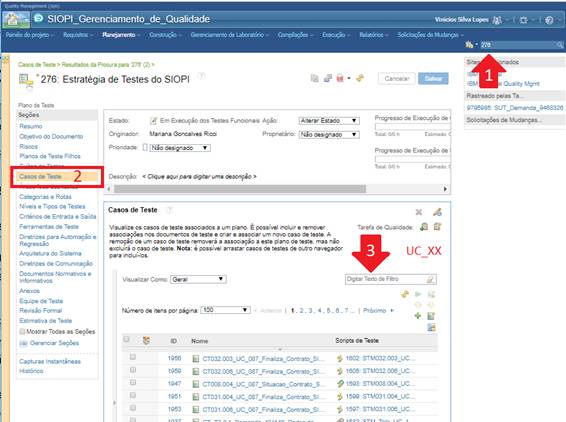 Quality Management (/qm)
SIOPI_Gerenciamento_de_Qualidade
Vinicius Silva Lopes
Painéis do projeto Requisitos Planejamento Construção Gerenciamento de Laboratório Compilações Execução Relatórios Solicitações de Mudanças
276
Casos de Teste > Resultados da Procura para '276' (2) >
* 276: Estratégia de Testes do SIOPI
Cancelar Salvar
1
Plano de Teste
Seções
Resumo
Objetivo do Documento
Riscos
Planos de Teste Filhos
Casos de Teste 2
Categorias e Rotas
Níveis e Tipos de Testes
Critérios de Entrada e Saída
Ferramentas de Teste
Diretrizes para Automação e
Regressão
Arquitetura do Sistema
Diretrizes de Comunicação
Documentos Normativos e
Informativos
Anexos
Equipe de Teste
Revisão Formal
Estimativa de Teste
Mostrar Todas as Seções
Gerenciar Seções
Capturas Instantâneas
Histórico
Estado: Em Execução dos Testes Funcionais Ação: Alterar Estado
Originador: Mariana Goncalves Ricci Proprietário: Não designado
Prioridade: Não designado
Descrição: < Clique aqui para digitar uma descrição >
Progresso de Execução de
Total: 0/0 h Estimado:
Progresso de Execução de
Total: 0/0 h Estimado:
IBM Quality Mgmt
Rastreado pelas Ta...
9795985: SUT_Demanda_9468326
Solicitações de Mudanças...
Casos de Teste
Visualize os casos de teste associados a um plano. É possível incluir e remover
associações nos documentos de teste e criar e associar um novo caso de teste. A
remoção de um caso de teste removerá a associação a este plano de teste, mas não
excluirá o caso de teste. Nota: é possível arrastar casos de testes de outro navegador
para incluí-los.
Tarefa de Qualidade:
3 UC_XX
Visualizar Como: Geral
Digitar Texto de Filtro
Número de itens por página: 100 Anterior | 1, 2, 3, 4, 5, 6, 7... | Próximo
ID Nome Scripts de Teste
1956 CT032.003_UC_087_Finaliza_Contrato_SI... 1602: STM032.003_UC...
1959 CT032.006_UC_087_Finaliza_Contrato_SI... 1605: STM032.006_UC...
1947 CT008.004_UC_087_Situacao_Contrato_S... 1593: STM008.004_UC...
1951 CT031.004_UC_087_Finaliza_Contrato_SI... 1599: STM031.004_UC...
1953 CT031.006_UC_087_Finaliza_Contrato_SI... 1597: STM031.006_UC...